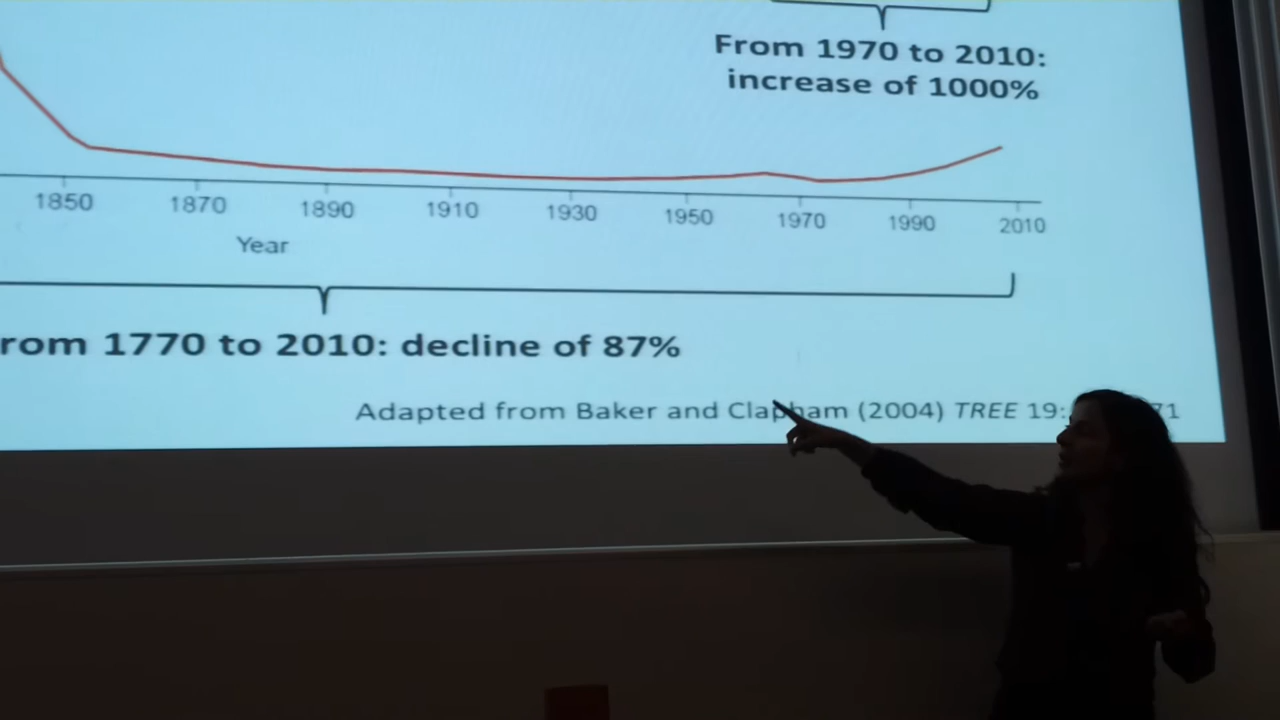 From 1970 to 2010:
increase of 1000%
1850 1870 1890 1910 1930 1950 1970 1990 2010
Year
rom 1770 to 2010: decline of 87%
Adapted from Baker and Clapham (2004) TREE 19: 71